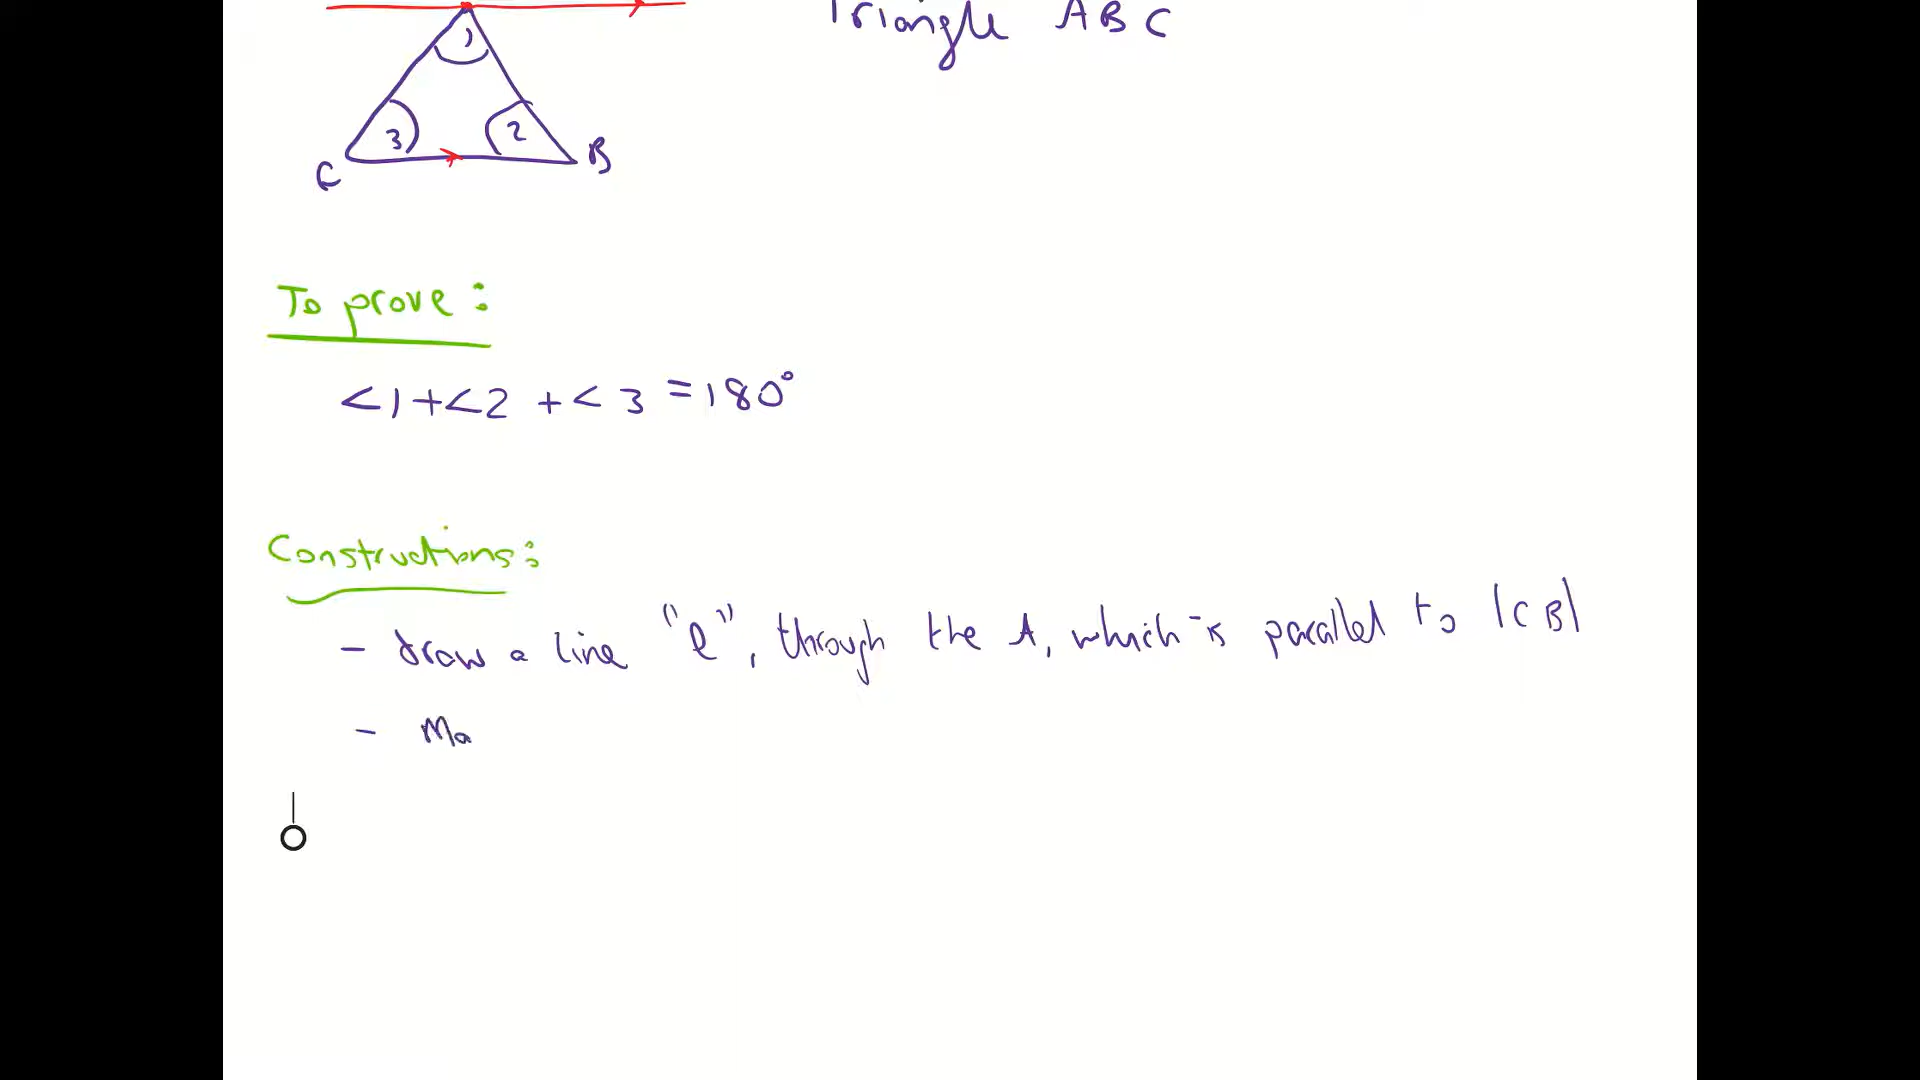 Triangle ABC
1
3
2
C
B
To prove:
<1+<2 +<3 =180°
Constructions:
- draw a line "l", through the A, which is parallel to |CB|
- Ma